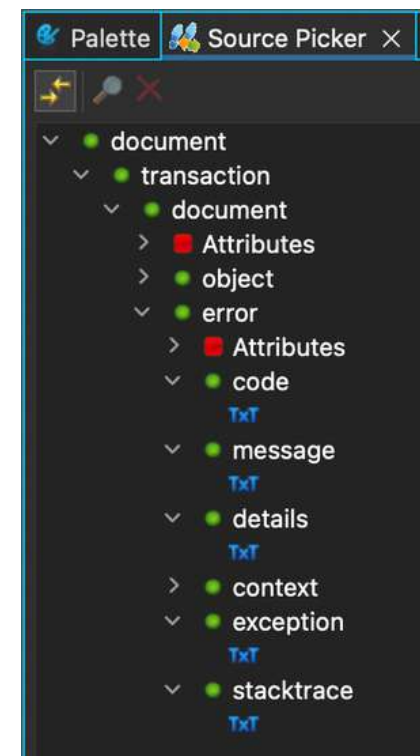 Palette Source Picker
document
transaction
document
Attributes
object
error
Attributes
code
TxT
message
TxT
details
TxT
context
exception
TxT
stacktrace
TxT